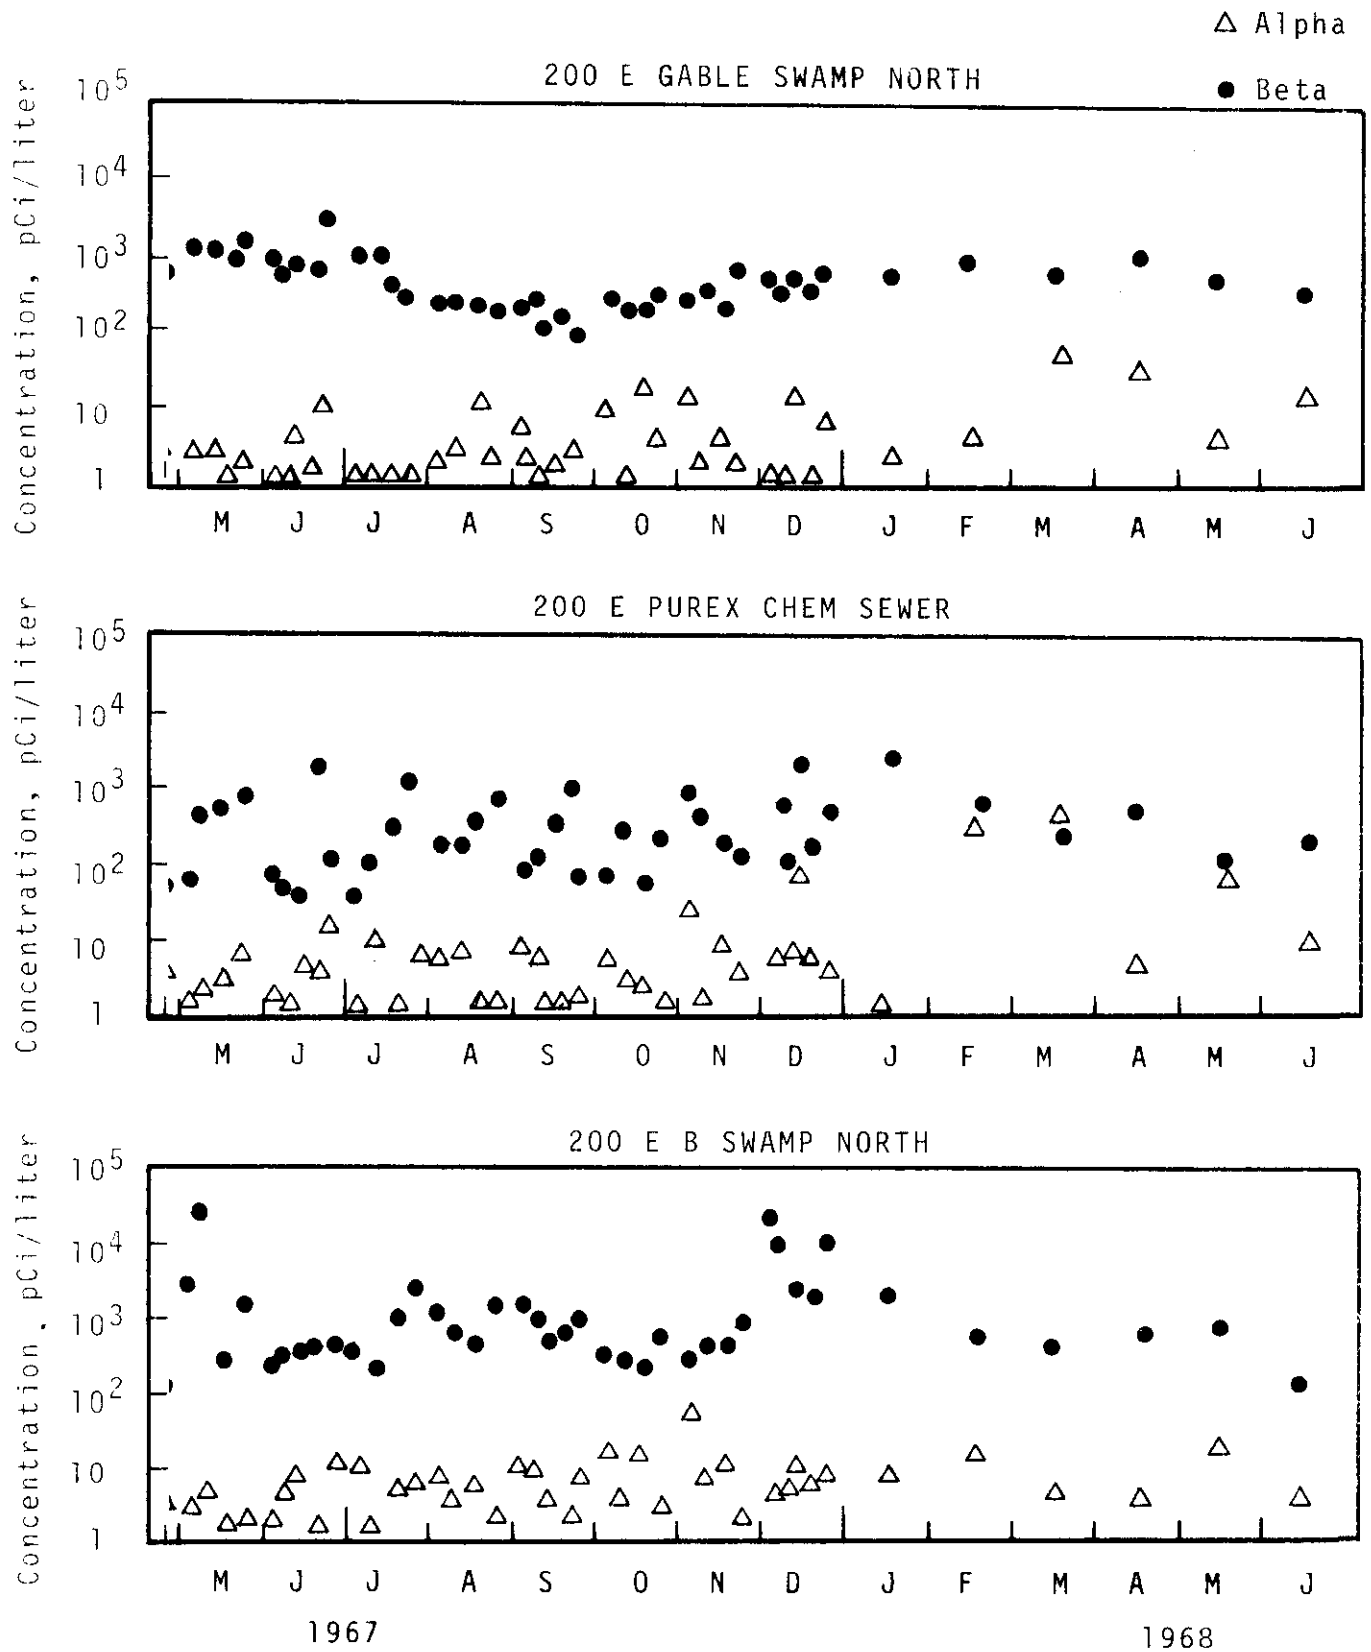 △ Alpha
● Beta
200 E GABLE SWAMP NORTH
Concentration, pCi/liter
10^5
10^4
10^3
10^2
10
1
M J J A S O N D J F M A M J
200 E PUREX CHEM SEWER
Concentration, pCi/liter
10^5
10^4
10^3
10^2
10
1
M J J A S O N D J F M A M J
200 E B SWAMP NORTH
Concentration, pCi/liter
10^5
10^4
10^3
10^2
10
1
M J J A S O N D J F M A M J
1967 1968